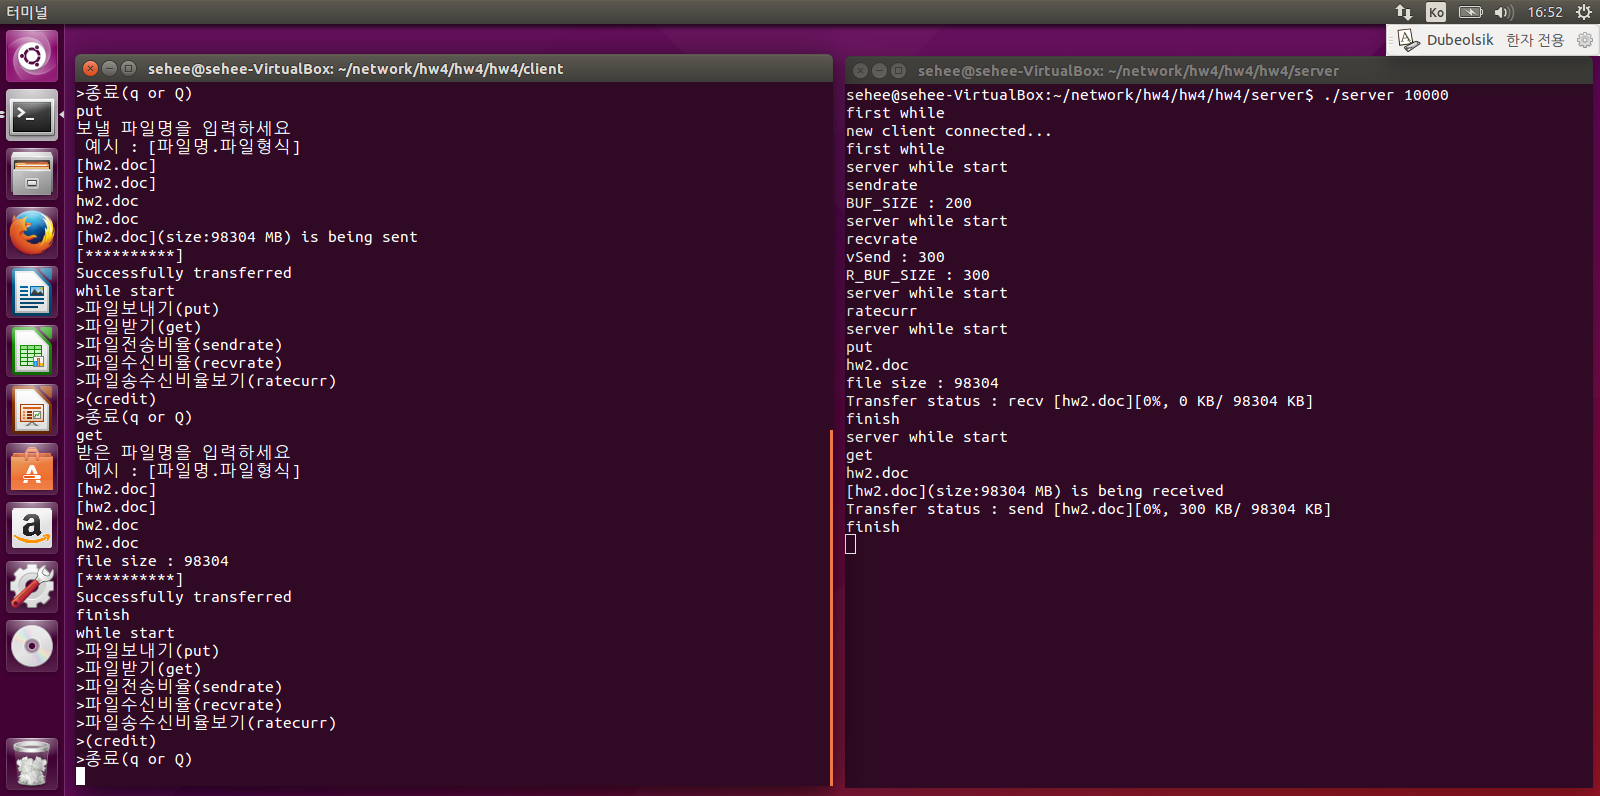 터미널
Ko
16:52
Dubeolsik 한자 전용
sehee@sehee-VirtualBox: ~/network/hw4/hw4/hw4/client
>종료(q or Q)
put
보낼 파일명을 입력하세요
 예시 : [파일명.파일형식]
[hw2.doc]
[hw2.doc]
hw2.doc
hw2.doc
[hw2.doc](size:98304 MB) is being sent
[**********]
Successfully transferred
while start
>파일보내기(put)
>파일받기(get)
>파일전송비율(sendrate)
>파일수신비율(recvrate)
>파일송수신비율보기(ratecurr)
>(credit)
>종료(q or Q)
get
받은 파일명을 입력하세요
 예시 : [파일명.파일형식]
[hw2.doc]
[hw2.doc]
hw2.doc
hw2.doc
file size : 98304
[**********]
Successfully transferred
finish
while start
>파일보내기(put)
>파일받기(get)
>파일전송비율(sendrate)
>파일수신비율(recvrate)
>파일송수신비율보기(ratecurr)
>(credit)
>종료(q or Q)
sehee@sehee-VirtualBox: ~/network/hw4/hw4/hw4/server
sehee@sehee-VirtualBox:~/network/hw4/hw4/hw4/server$ ./server 10000
first while
new client connected...
first while
server while start
sendrate
BUF_SIZE : 200
server while start
recvrate
vSend : 300
R_BUF_SIZE : 300
server while start
ratecurr
server while start
put
hw2.doc
file size : 98304
Transfer status : recv [hw2.doc][0%, 0 KB/ 98304 KB]
finish
server while start
get
hw2.doc
[hw2.doc](size:98304 MB) is being received
Transfer status : send [hw2.doc][0%, 300 KB/ 98304 KB]
finish